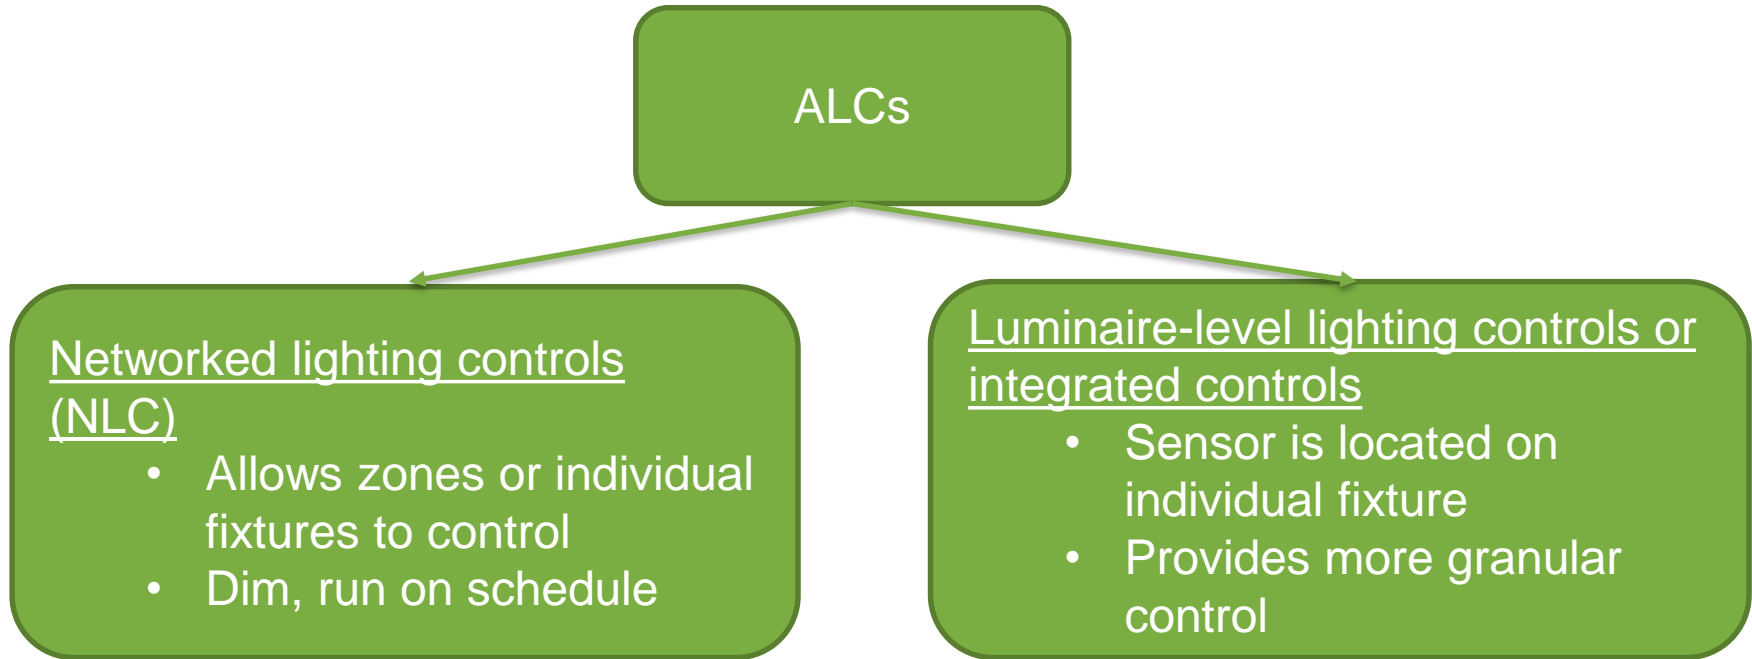 ALCs
Networked lighting controls
(NLC)
• Allows zones or individual
fixtures to control
• Dim, run on schedule
Luminaire-level lighting controls or
integrated controls
• Sensor is located on
individual fixture
• Provides more granular
control